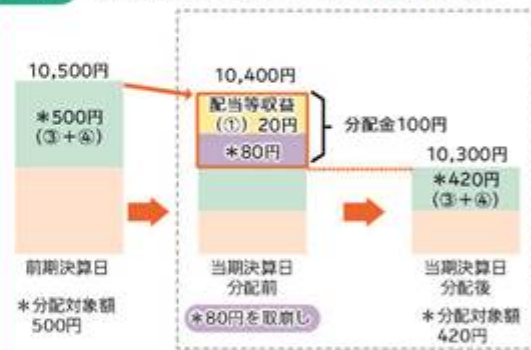 10,500円
*500円
(③+④)
前期決算日
*分配対象額
500円
10,400円
配当等収益
(①) 20円
*80円
分配金100円
当期決算日
分配前
*80円を取崩し
10,300円
*420円
(③+④)
当期決算日
分配後
*分配対象額
420円